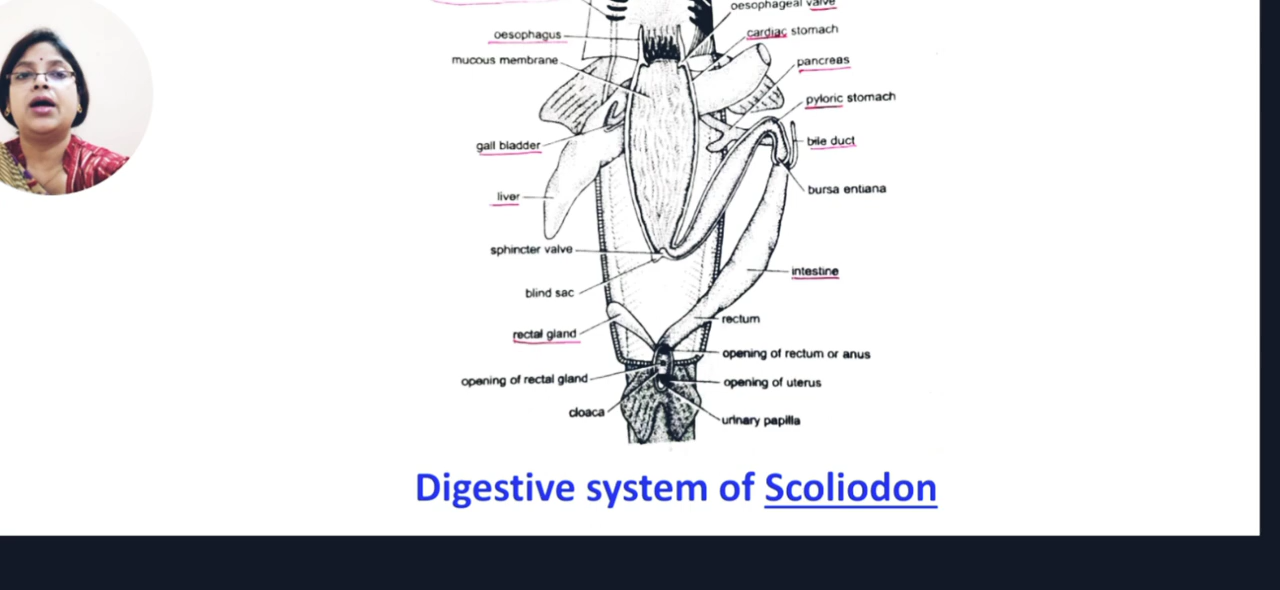 oesophageal valve
oesophagus
cardiac stomach
mucous membrane
pancreas
pyloric stomach
gall bladder
bile duct
bursa entiana
liver
sphincter valve
intestine
blind sac
rectal gland
rectum
opening of rectum or anus
opening of rectal gland
opening of uterus
cloaca
urinary papilla
Digestive system of Scoliodon